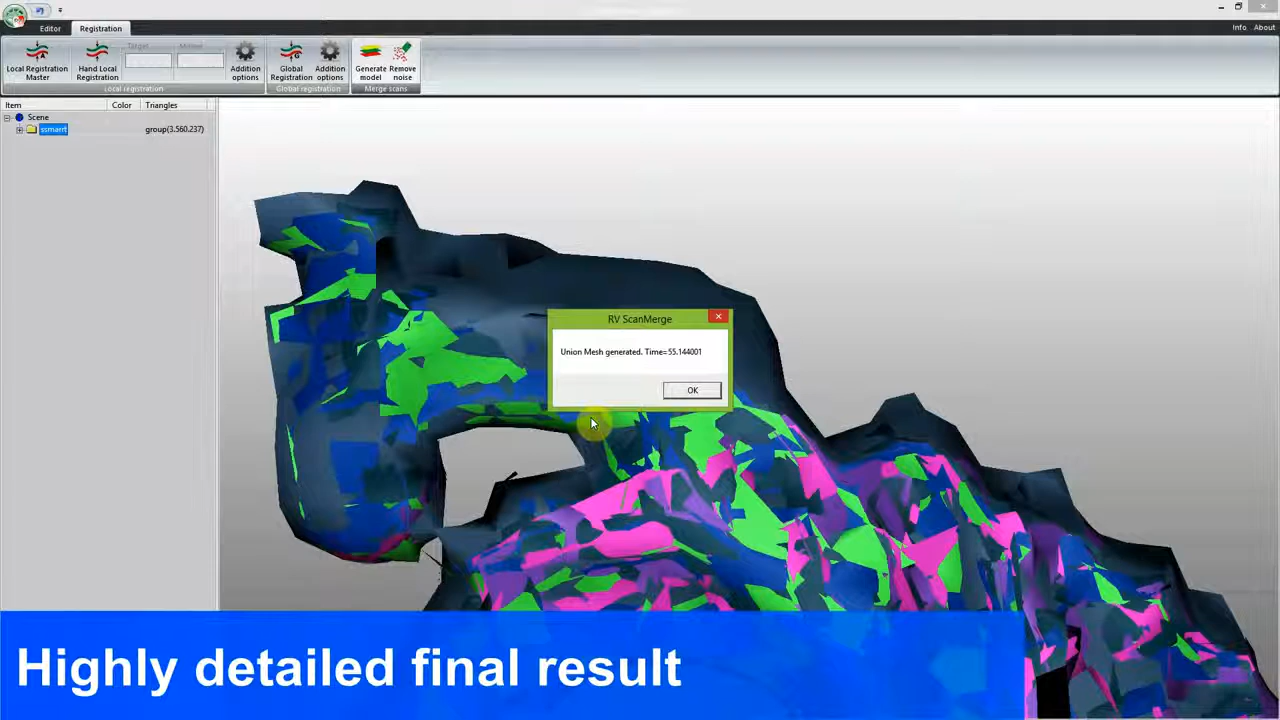 Editor
Registration
Info
About
Target
Moved
Local Registration
Master
Hand Local
Registration
Addition
options
Global
Registration
Addition
options
Generate
model
Remove
noise
Local registration
Global registration
Merge scans
Item
Color
Triangles
Scene
ssmarrt
group(3.560.237)
RV ScanMerge
Union Mesh generated. Time=55.144001
OK
Highly detailed final result